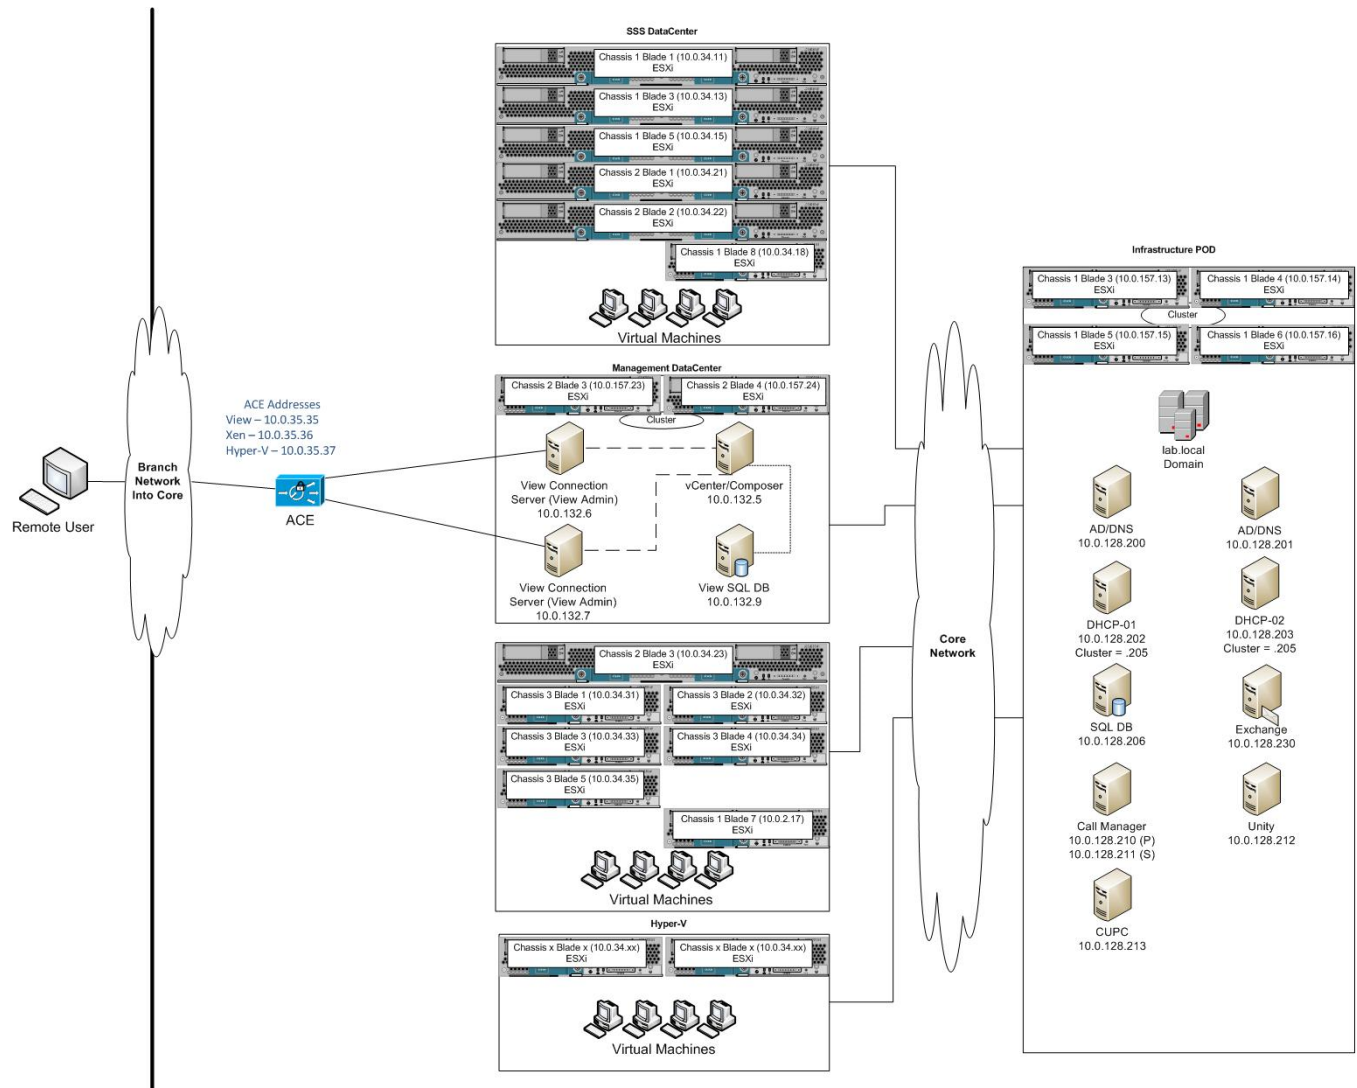 SSS DataCenter
Chassis 1 Blade 1 (10.0.34.11)
ESXi
Chassis 1 Blade 3 (10.0.34.13)
ESXi
Chassis 1 Blade 5 (10.0.34.15)
ESXi
Chassis 2 Blade 1 (10.0.34.21)
ESXi
Chassis 2 Blade 2 (10.0.34.22)
ESXi
Chassis 1 Blade 8 (10.0.34.18)
ESXi
Virtual Machines
Remote User
Branch
Network
Into Core
ACE Addresses
View – 10.0.35.35
Xen – 10.0.35.36
Hyper-V – 10.0.35.37
ACE
Management DataCenter
Chassis 2 Blade 3 (10.0.157.23)
ESXi
Chassis 2 Blade 4 (10.0.157.24)
ESXi
Cluster
View Connection
Server (View Admin)
10.0.132.6
vCenter/Composer
10.0.132.5
View Connection
Server (View Admin)
10.0.132.7
View SQL DB
10.0.132.9
Chassis 2 Blade 3 (10.0.34.23)
ESXi
Chassis 3 Blade 1 (10.0.34.31)
ESXi
Chassis 3 Blade 2 (10.0.34.32)
ESXi
Chassis 3 Blade 3 (10.0.34.33)
ESXi
Chassis 3 Blade 4 (10.0.34.34)
ESXi
Chassis 3 Blade 5 (10.0.34.35)
ESXi
Chassis 1 Blade 7 (10.0.2.17)
ESXi
Virtual Machines
Hyper-V
Chassis x Blade x (10.0.34.xx)
ESXi
Chassis x Blade x (10.0.34.xx)
ESXi
Virtual Machines
Core
Network
Infrastructure POD
Chassis 1 Blade 3 (10.0.157.13)
ESXi
Chassis 1 Blade 4 (10.0.157.14)
ESXi
Cluster
Chassis 1 Blade 5 (10.0.157.15)
ESXi
Chassis 1 Blade 6 (10.0.157.16)
ESXi
lab.local
Domain
AD/DNS
10.0.128.200
AD/DNS
10.0.128.201
DHCP-01
10.0.128.202
Cluster = .205
DHCP-02
10.0.128.203
Cluster = .205
SQL DB
10.0.128.206
Exchange
10.0.128.230
Call Manager
10.0.128.210 (P)
10.0.128.211 (S)
Unity
10.0.128.212
CUPC
10.0.128.213